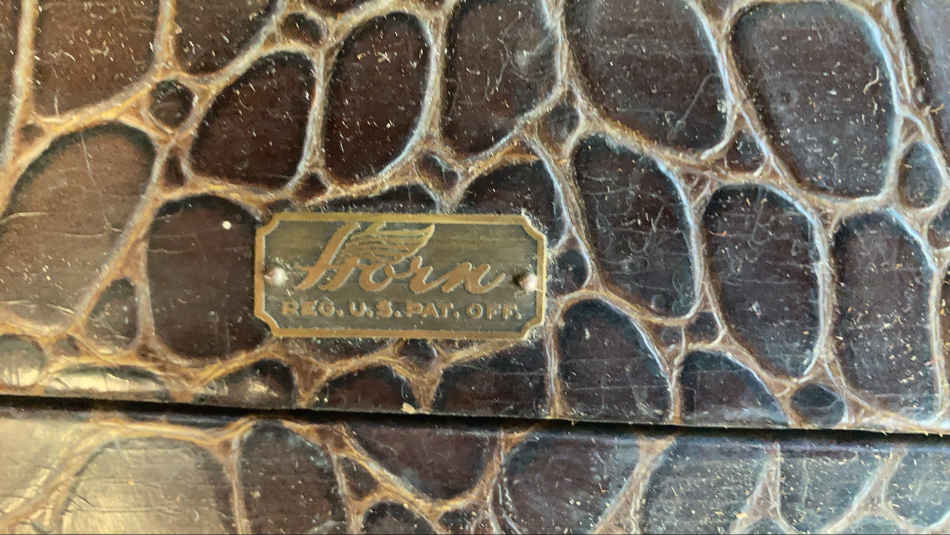 Horn
REG. U.S. PAT. OFF.